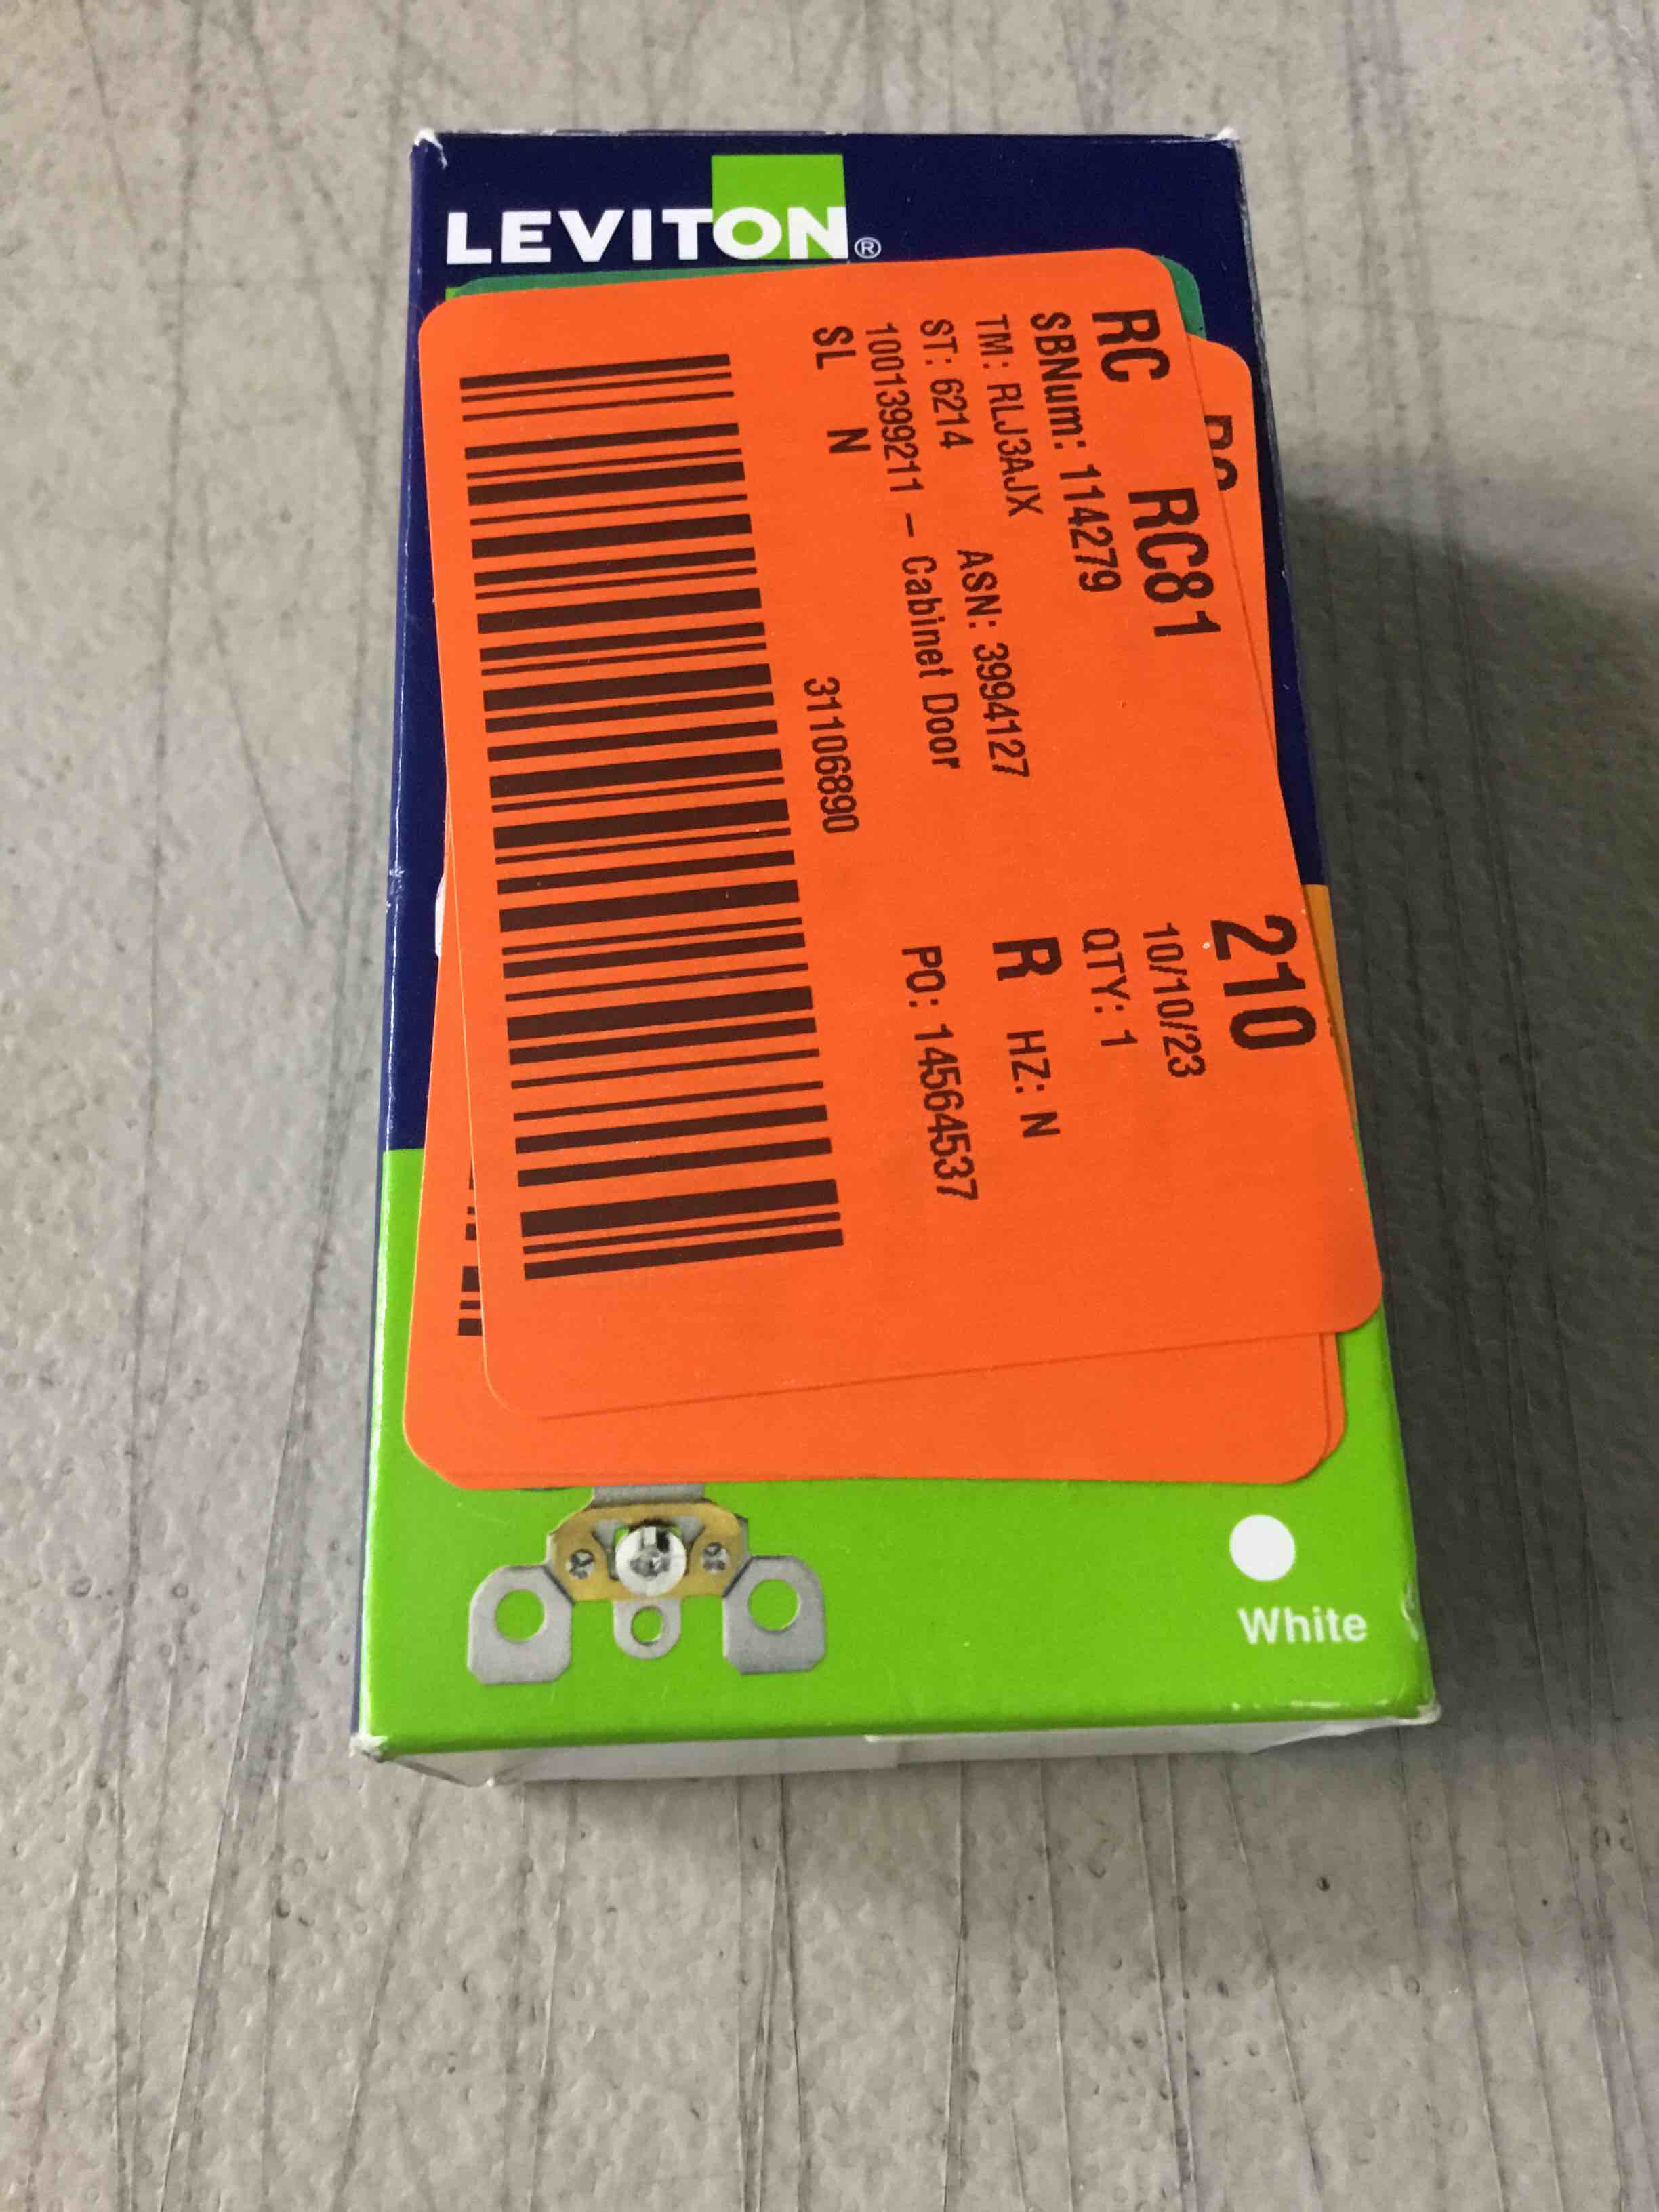 LEVITON®
RC RC81 210
SBNum: 114279 10/10/23
TM: RLJ3AJX QTY: 1
ST: 6214 ASN: 3994127 R HZ: N
1001399211 - Cabinet Door
SL N PO: 14564537
31106890
RC
White